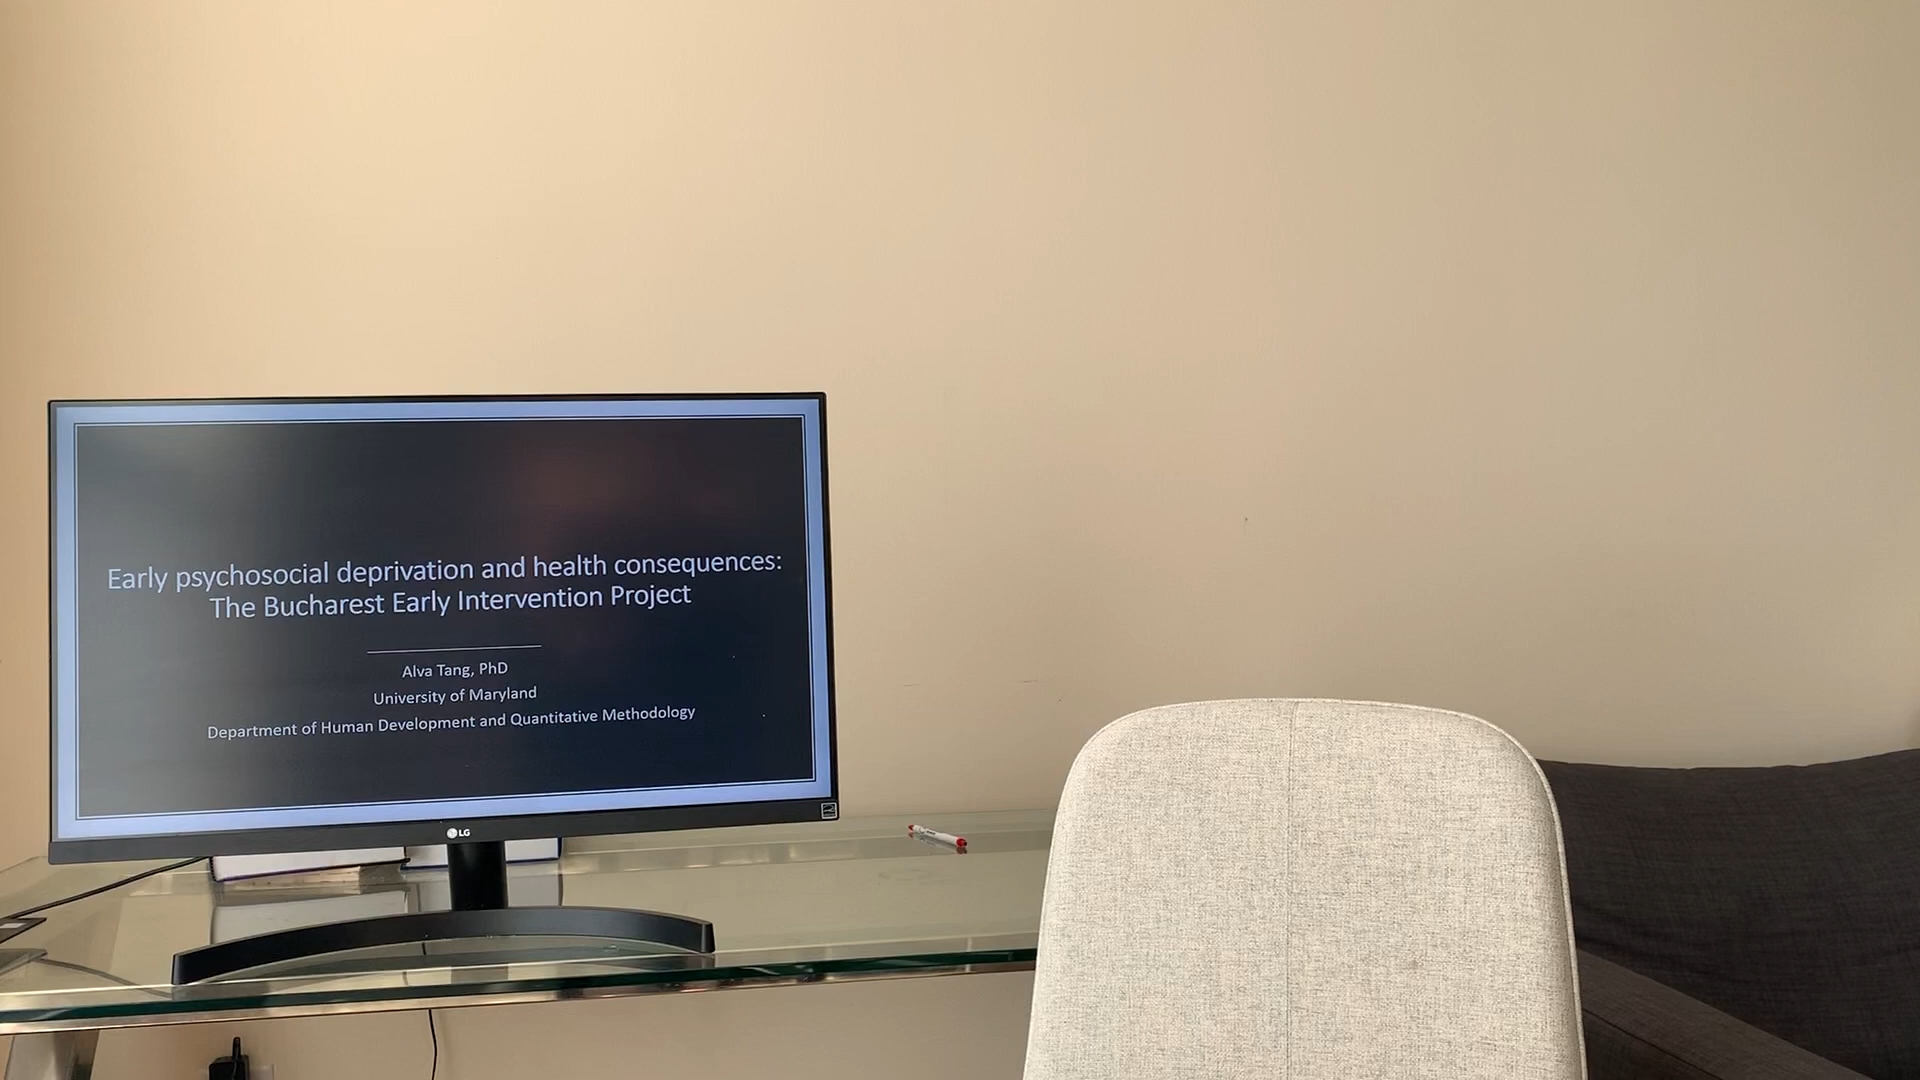 Early psychosocial deprivation and health consequences:
The Bucharest Early Intervention Project
Alva Tang, PhD
University of Maryland
Department of Human Development and Quantitative Methodology
LG